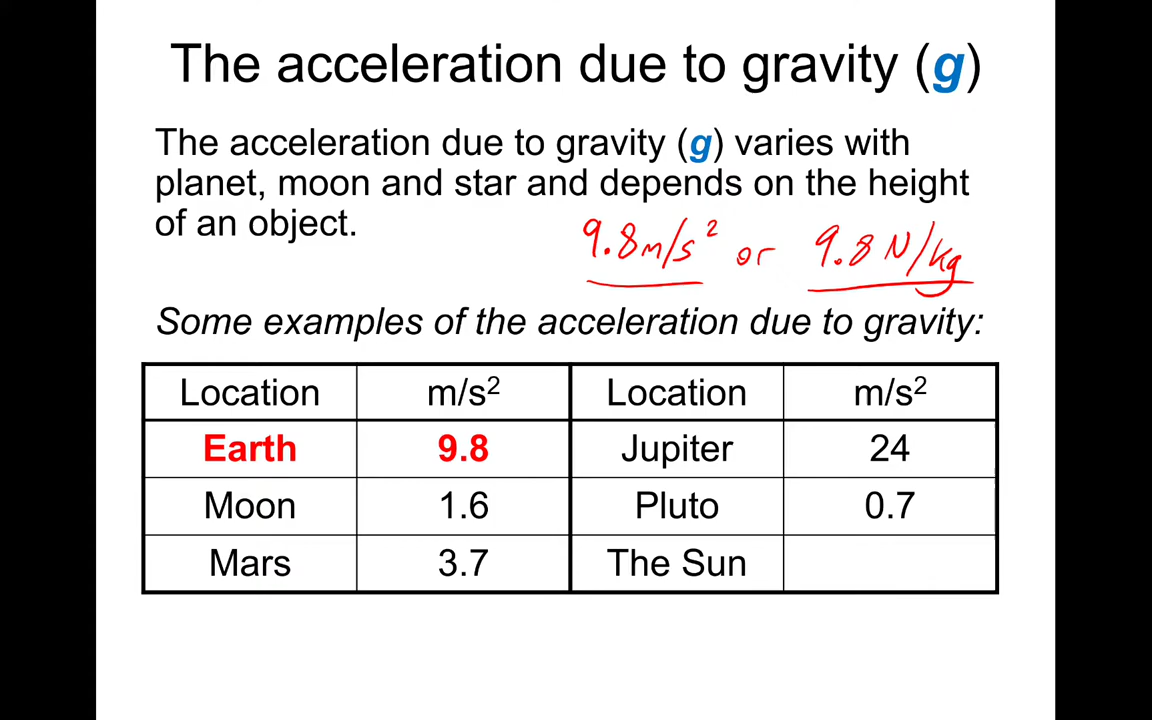 The acceleration due to gravity (g)
The acceleration due to gravity (g) varies with
planet, moon and star and depends on the height
of an object.
9.8m/s² or 9.8 N/kg
Some examples of the acceleration due to gravity:
Location m/s² Location m/s²
Earth 9.8 Jupiter 24
Moon 1.6 Pluto 0.7
Mars 3.7 The Sun